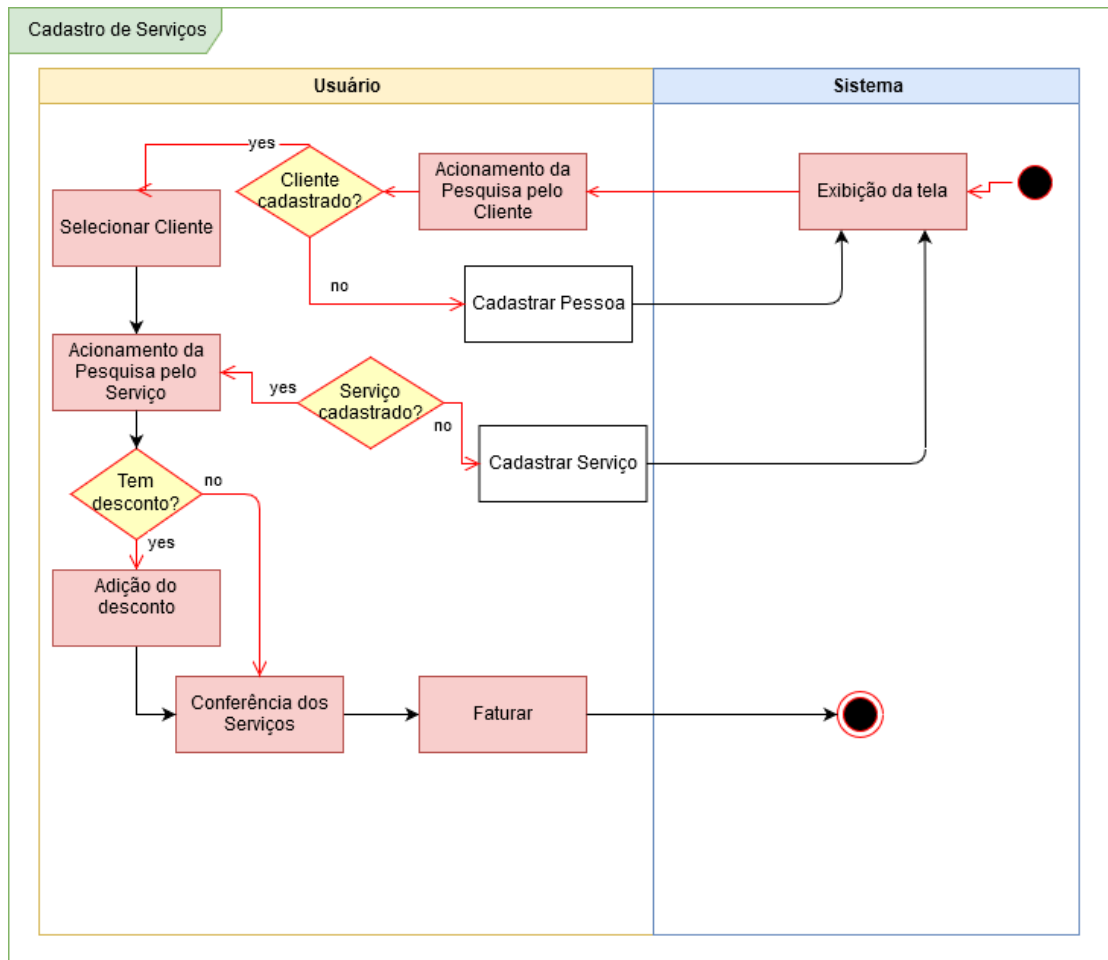 Cadastro de Serviços
Usuário
Sistema
yes
Cliente
cadastrado?
Acionamento da
Pesquisa pelo
Cliente
Exibição da tela
Selecionar Cliente
no
Cadastrar Pessoa
Acionamento da
Pesquisa pelo
Serviço
yes
Serviço
cadastrado?
no
Cadastrar Serviço
Tem
desconto?
no
yes
Adição do
desconto
Conferência dos
Serviços
Faturar